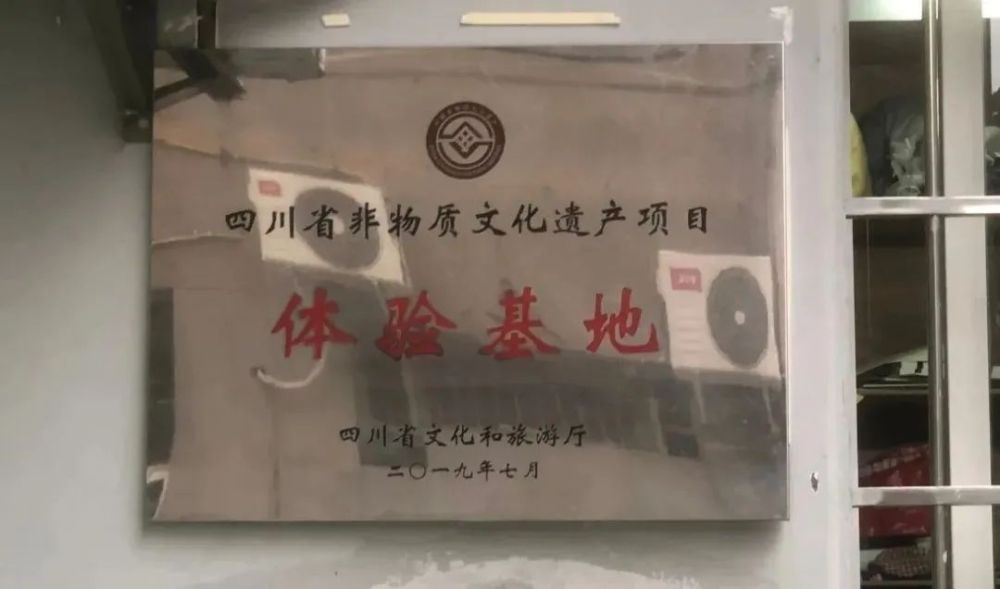 四川省非物质文化遗产项目
体验基地
四川省文化和旅游厅
二〇一九年七月